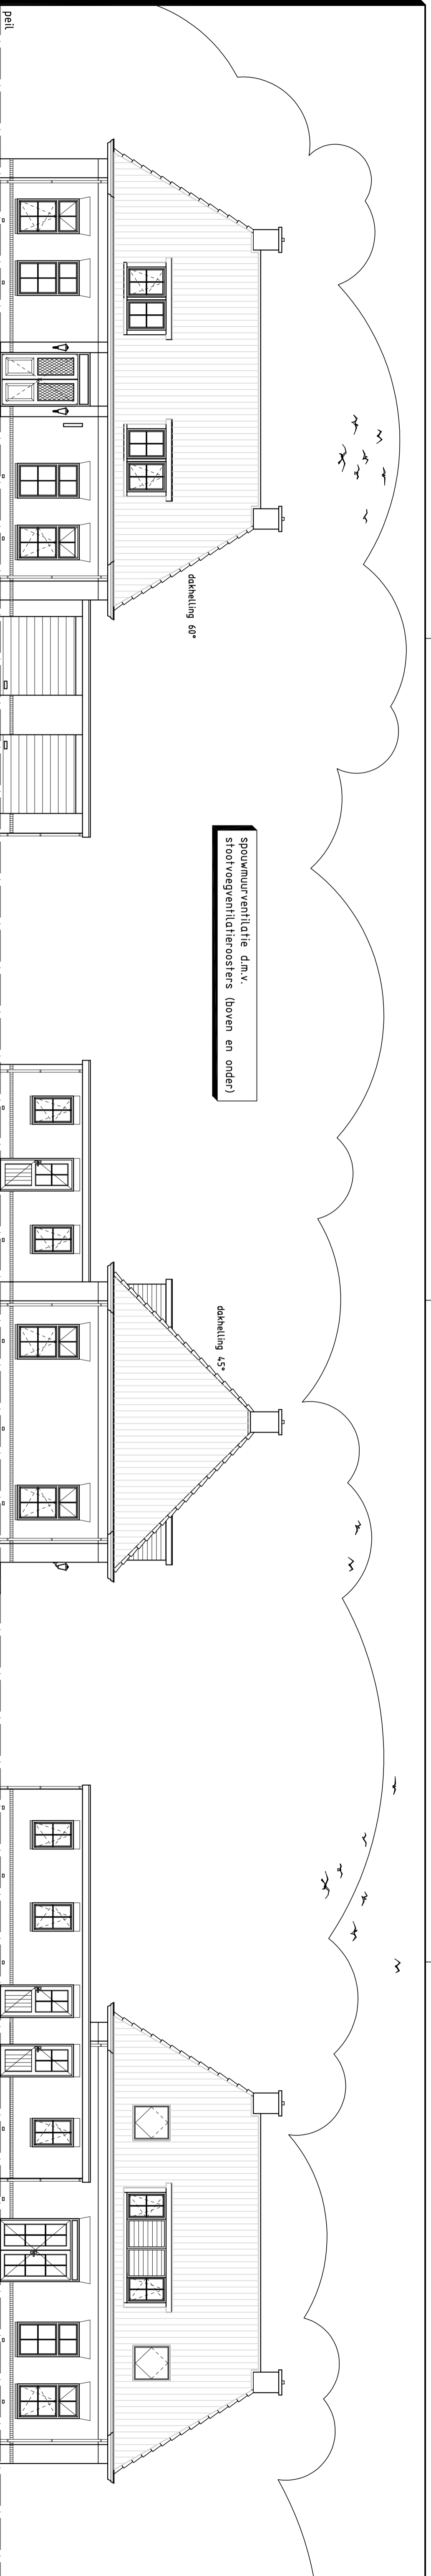 peil
dakhelling 60°
spouwmuurventilatie d.m.v.
stootvoegventilatieroosters (boven en onder)
dakhelling 45°